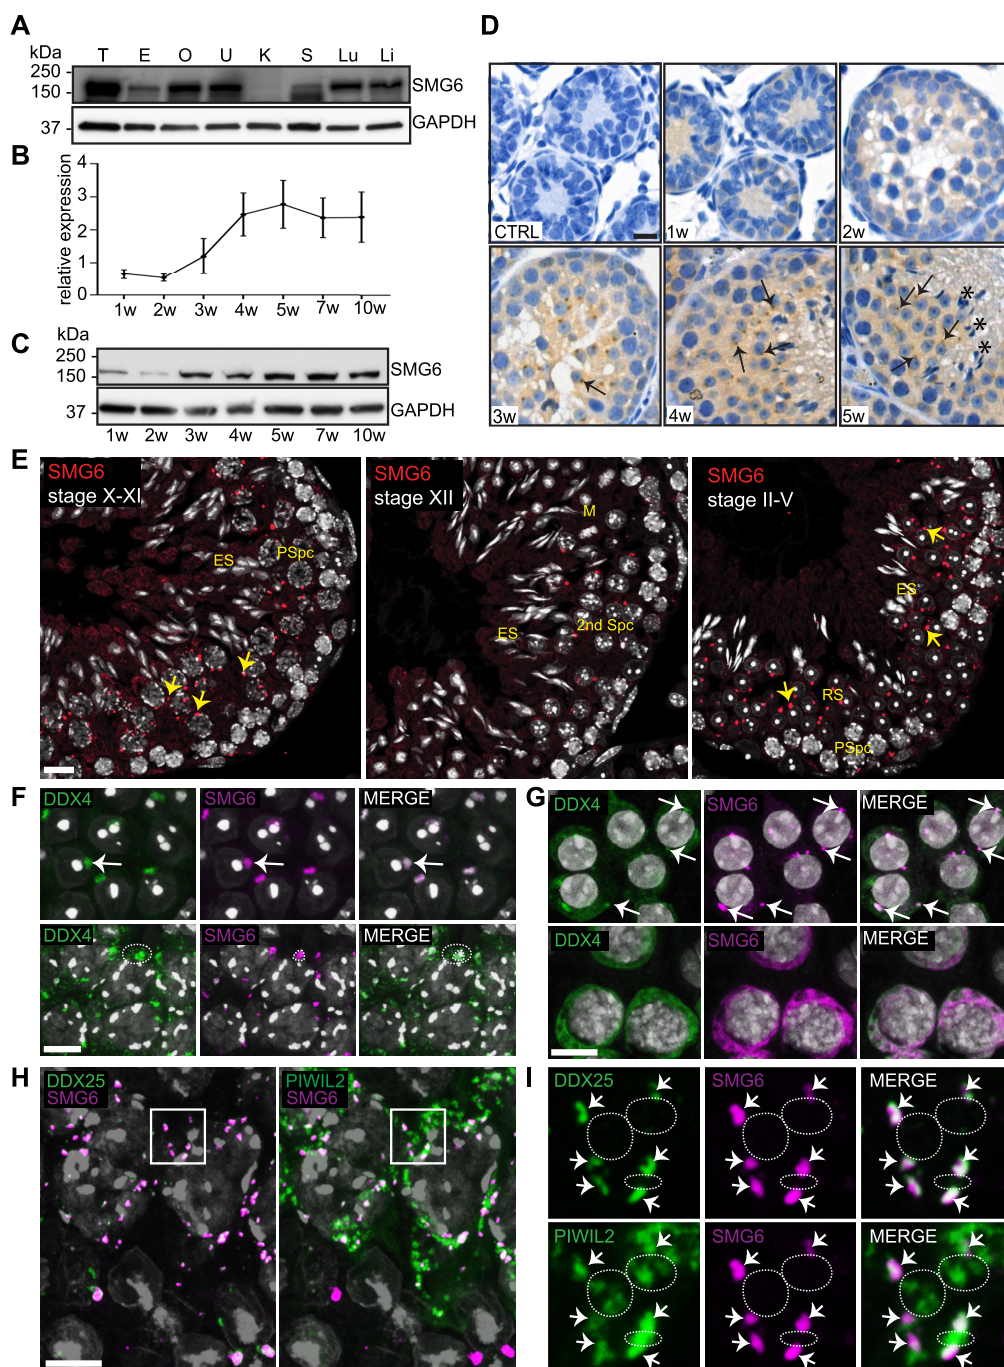 A
kDa T E O U K S Lu Li
250
150 SMG6
37 GAPDH
B
relative expression
4
3
2
1
0
1w 2w 3w 4w 5w 7w 10w
C
kDa
250
150 SMG6
37 GAPDH
1w 2w 3w 4w 5w 7w 10w
D
CTRL 1w 2w
3w 4w 5w
* * *
E
SMG6
stage X-XI
ES PSpc
SMG6
stage XII
M
ES 2nd Spc
SMG6
stage II-V
ES
RS
PSpc
F
DDX4 SMG6 MERGE
DDX4 SMG6 MERGE
G
DDX4 SMG6 MERGE
DDX4 SMG6 MERGE
H
DDX25
SMG6
PIWIL2
SMG6
I
DDX25 SMG6 MERGE
PIWIL2 SMG6 MERGE